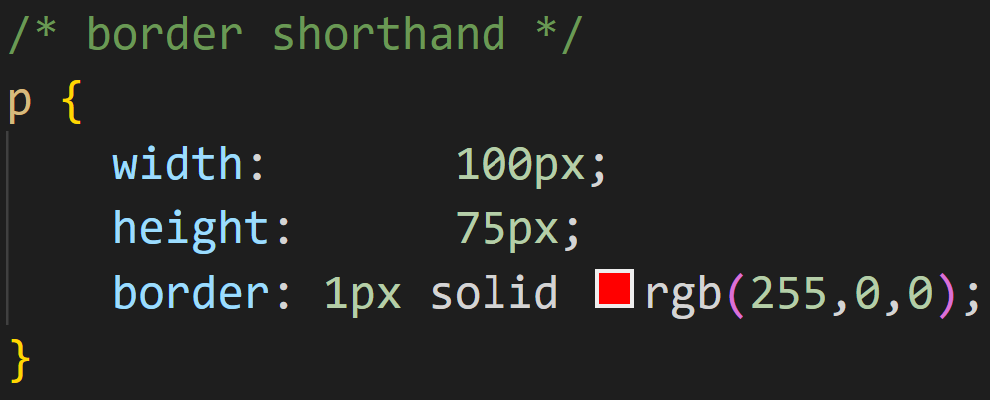 /* border shorthand */
p {
    width:       100px;
    height:      75px;
    border: 1px solid rgb(255,0,0);
}